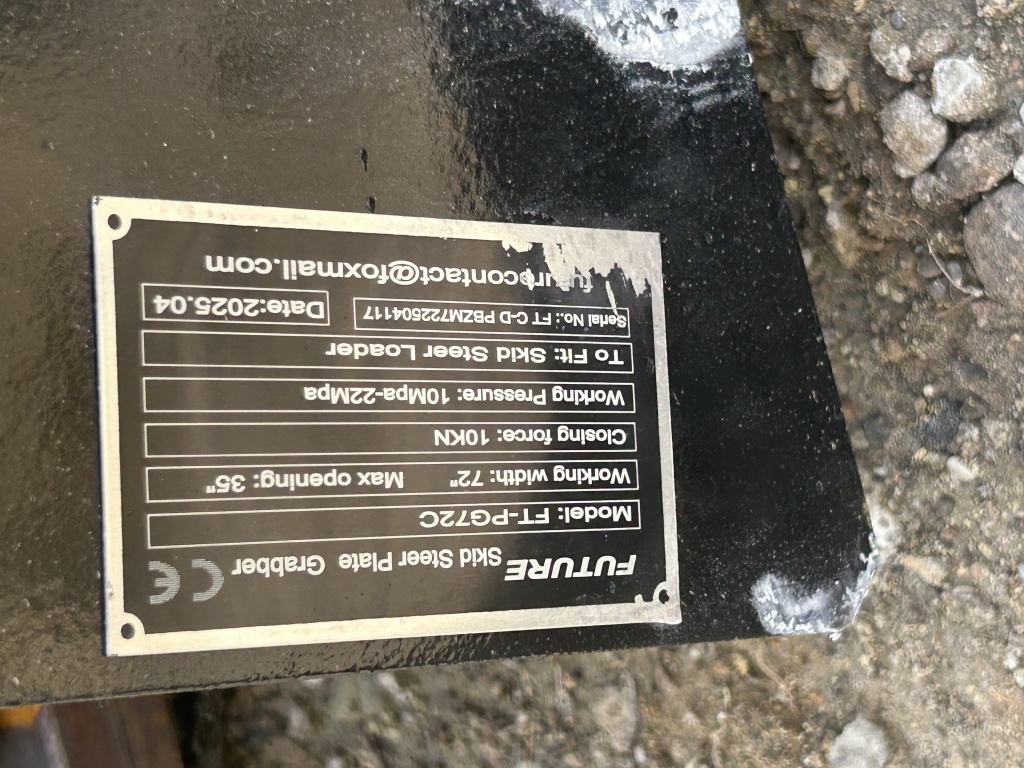 FUTURE Skid Steer Plate Grabber CE
Model: FT-PG72C
Working width: 72" Max opening: 35"
Closing force: 10KN
Working Pressure: 10Mpa-22Mpa
To Fit: Skid Steer Loader
Serial No.: FT C-D PBZM722504117 Date:2025.04
futurecontact@foxmail.com